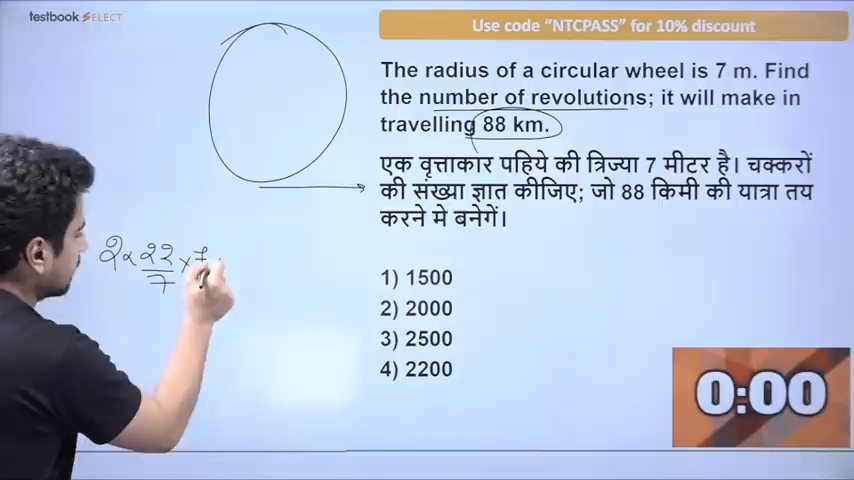 testbook SELECT
Use code "NTCPASS" for 10% discount
The radius of a circular wheel is 7 m. Find
the number of revolutions; it will make in
travelling 88 km.
एक वृत्ताकार पहिये की त्रिज्या 7 मीटर है। चक्करों
की संख्या ज्ञात कीजिए; जो 88 किमी की यात्रा तय
करने मे बनेगें।
2 × 22/7 × 7
1) 1500
2) 2000
3) 2500
4) 2200
0:00